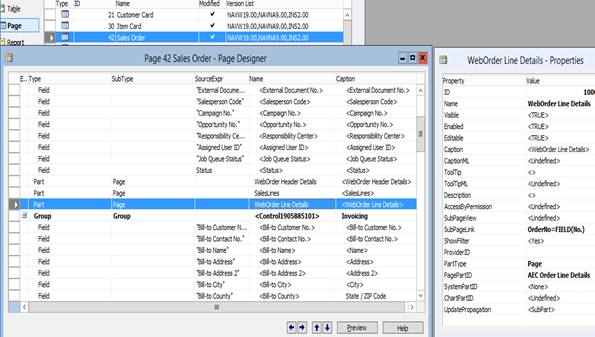 Type ID Name Modified Version List
Table
21 Customer Card ✔ NAVW19.00,NAVNA9.00,INS2.00
Page
30 Item Card ✔ NAVW19.00,NAVNA9.00,INS2.00
Report
42 Sales Order ✔ NAVW19.00,NAVNA9.00,INS2.00
Page 42 Sales Order - Page Designer
E... Type SubType SourceExpr Name Caption
Field "External Docume... <External Document No.> <External Document No.>
Field "Salesperson Code" <Salesperson Code> <Salesperson Code>
Field "Campaign No." <Campaign No.> <Campaign No.>
Field "Opportunity No." <Opportunity No.> <Opportunity No.>
Field "Responsibility Ce... <Responsibility Center> <Responsibility Center>
Field "Assigned User ID" <Assigned User ID> <Assigned User ID>
Field "Job Queue Status" <Job Queue Status> <Job Queue Status>
Field Status <Status> <Status>
Part Page WebOrder Header Details <WebOrder Header Details>
Part Page SalesLines <SalesLines>
Part Page WebOrder Line Details <WebOrder Line Details>
Group Group <Control1905885101> Invoicing
Field "Bill-to Customer N... <Bill-to Customer No.> <Bill-to Customer No.>
Field "Bill-to Contact No." <Bill-to Contact No.> <Bill-to Contact No.>
Field "Bill-to Name" <Bill-to Name> <Name>
Field "Bill-to Address" <Bill-to Address> <Address>
Field "Bill-to Address 2" <Bill-to Address 2> <Address 2>
Field "Bill-to City" <Bill-to City> <City>
Field "Bill-to County" <Bill-to County> State / ZIP Code
Preview Help
WebOrder Line Details - Properties
Property Value
ID 1000
Name WebOrder Line Details
Visible <TRUE>
Enabled <TRUE>
Editable <TRUE>
Caption <WebOrder Line Details>
CaptionML <Undefined>
ToolTip <>
ToolTipML <Undefined>
Description <>
AccessByPermission <Undefined>
SubPageView <Undefined>
SubPageLink OrderNo=FIELD(No.)
ShowFilter <Yes>
ProviderID
PartType Page
PagePartID AEC Order Line Details
SystemPartID <None>
ChartPartID <Undefined>
UpdatePropagation <SubPart>